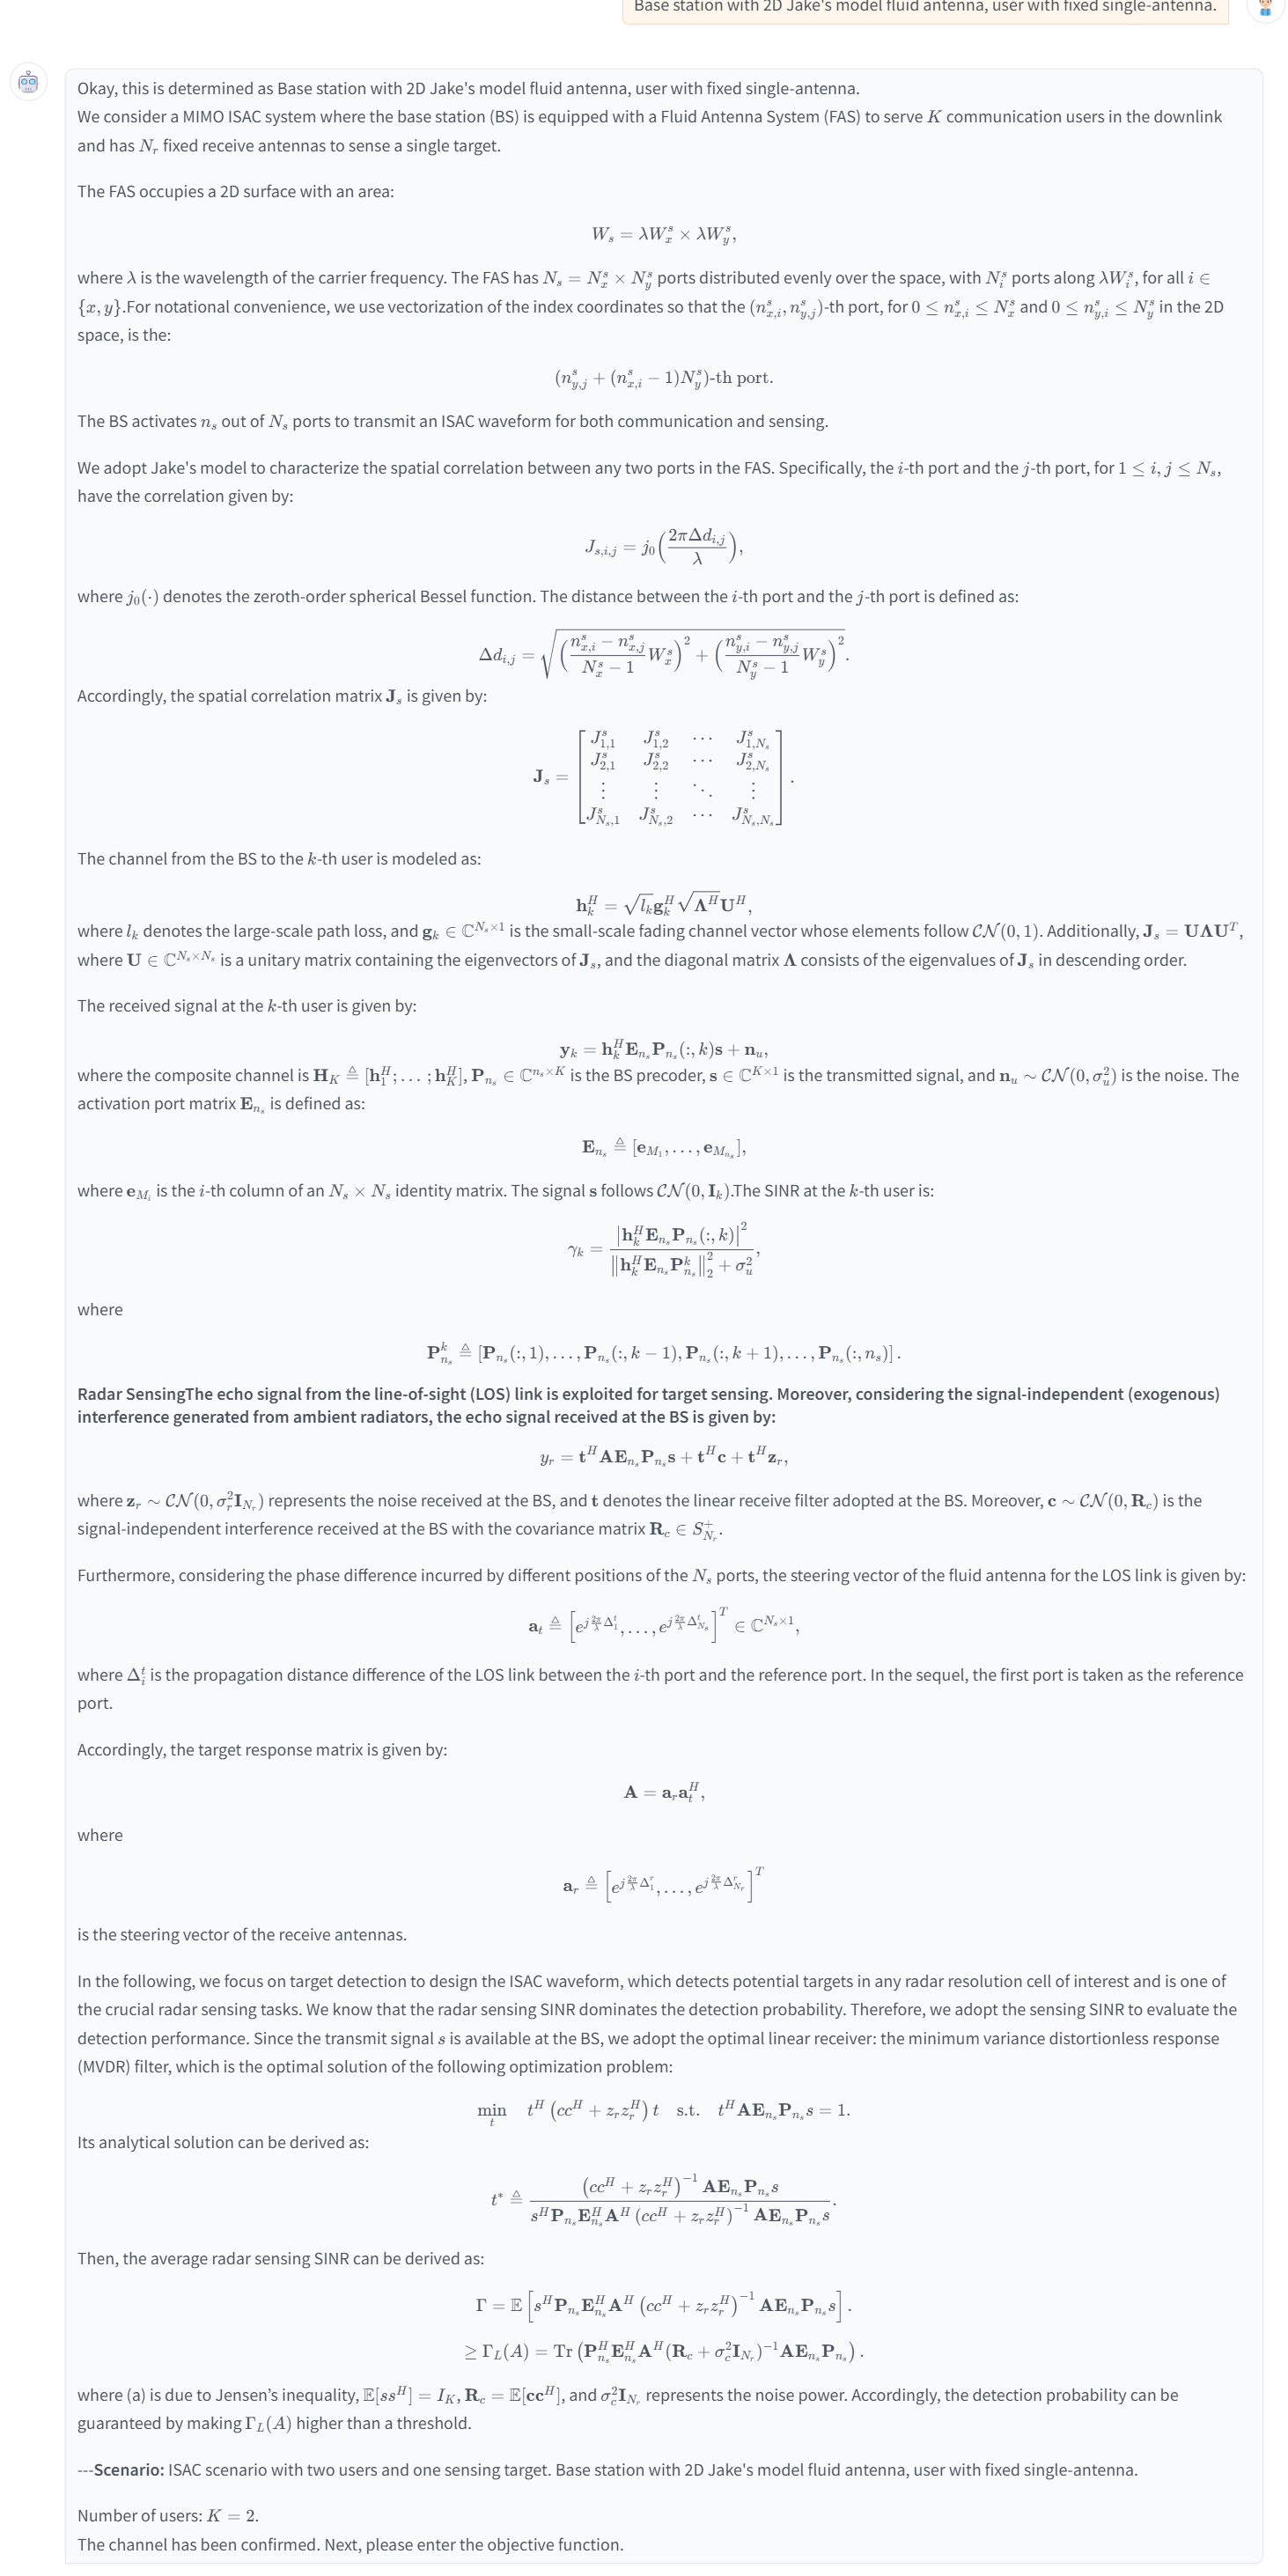 Base station with 2D Jake's model fluid antenna, user with fixed single-antenna.
Okay, this is determined as Base station with 2D Jake's model fluid antenna, user with fixed single-antenna.
We consider a MIMO ISAC system where the base station (BS) is equipped with a Fluid Antenna System (FAS) to serve $K$ communication users in the downlink
and has $N_r$ fixed receive antennas to sense a single target.
The FAS occupies a 2D surface with an area:
$W_s = \lambda W_x^s \times \lambda W_y^s,$
where $\lambda$ is the wavelength of the carrier frequency. The FAS has $N_s = N_x^s \times N_y^s$ ports distributed evenly over the space, with $N_i^s$ ports along $\lambda W_i^s$, for all $i \in$
$\{x, y\}$.For notational convenience, we use vectorization of the index coordinates so that the $(n_{x,i}^s, n_{y,j}^s)$-th port, for $0 \leq n_{x,i}^s \leq N_x^s$ and $0 \leq n_{y,i}^s \leq N_y^s$ in the 2D
space, is the:
$(n_{y,j}^s + (n_{x,i}^s - 1)N_y^s)\text{-th port}.$
The BS activates $n_s$ out of $N_s$ ports to transmit an ISAC waveform for both communication and sensing.
We adopt Jake's model to characterize the spatial correlation between any two ports in the FAS. Specifically, the $i$-th port and the $j$-th port, for $1 \leq i, j \leq N_s$,
have the correlation given by:
$J_{s,i,j} = j_0\left(\frac{2\pi\Delta d_{i,j}}{\lambda}\right),$
where $j_0(\cdot)$ denotes the zeroth-order spherical Bessel function. The distance between the $i$-th port and the $j$-th port is defined as:
$\Delta d_{i,j} = \sqrt{\left(\frac{n_{x,i}^s - n_{x,j}^s}{N_x^s - 1}W_x^s\right)^2 + \left(\frac{n_{y,i}^s - n_{y,j}^s}{N_y^s - 1}W_y^s\right)^2}.$
Accordingly, the spatial correlation matrix $\mathbf{J}_s$ is given by:
$\mathbf{J}_s = \begin{bmatrix} J_{1,1}^s & J_{1,2}^s & \cdots & J_{1,N_s}^s \\ J_{2,1}^s & J_{2,2}^s & \cdots & J_{2,N_s}^s \\ \vdots & \vdots & \ddots & \vdots \\ J_{N_s,1}^s & J_{N_s,2}^s & \cdots & J_{N_s,N_s}^s \end{bmatrix}.$
The channel from the BS to the $k$-th user is modeled as:
$\mathbf{h}_k^H = \sqrt{l_k}\mathbf{g}_k^H\sqrt{\mathbf{\Lambda}^H}\mathbf{U}^H,$
where $l_k$ denotes the large-scale path loss, and $\mathbf{g}_k \in \mathbb{C}^{N_s \times 1}$ is the small-scale fading channel vector whose elements follow $\mathcal{CN}(0, 1)$. Additionally, $\mathbf{J}_s = \mathbf{U}\mathbf{\Lambda}\mathbf{U}^T$,
where $\mathbf{U} \in \mathbb{C}^{N_s \times N_s}$ is a unitary matrix containing the eigenvectors of $\mathbf{J}_s$, and the diagonal matrix $\mathbf{\Lambda}$ consists of the eigenvalues of $\mathbf{J}_s$ in descending order.
The received signal at the $k$-th user is given by:
$\mathbf{y}_k = \mathbf{h}_k^H\mathbf{E}_{n_s}\mathbf{P}_{n_s}(:, k)\mathbf{s} + \mathbf{n}_u,$
where the composite channel is $\mathbf{H}_K \triangleq [\mathbf{h}_1^H; \ldots; \mathbf{h}_K^H]$, $\mathbf{P}_{n_s} \in \mathbb{C}^{n_s \times K}$ is the BS precoder, $\mathbf{s} \in \mathbb{C}^{K \times 1}$ is the transmitted signal, and $\mathbf{n}_u \sim \mathcal{CN}(0, \sigma_u^2)$ is the noise. The
activation port matrix $\mathbf{E}_{n_s}$ is defined as:
$\mathbf{E}_{n_s} \triangleq [\mathbf{e}_{M_1}, \ldots, \mathbf{e}_{M_{n_s}}],$
where $\mathbf{e}_{M_i}$ is the $i$-th column of an $N_s \times N_s$ identity matrix. The signal $\mathbf{s}$ follows $\mathcal{CN}(0, \mathbf{I}_k)$.The SINR at the $k$-th user is:
$\gamma_k = \frac{\left|\mathbf{h}_k^H\mathbf{E}_{n_s}\mathbf{P}_{n_s}(:, k)\right|^2}{\left\|\mathbf{h}_k^H\mathbf{E}_{n_s}\mathbf{P}_{n_s}^k\right\|_2^2 + \sigma_u^2},$
where
$\mathbf{P}_{n_s}^k \triangleq [\mathbf{P}_{n_s}(:, 1), \ldots, \mathbf{P}_{n_s}(:, k-1), \mathbf{P}_{n_s}(:, k+1), \ldots, \mathbf{P}_{n_s}(:, n_s)].$
Radar SensingThe echo signal from the line-of-sight (LOS) link is exploited for target sensing. Moreover, considering the signal-independent (exogenous)
interference generated from ambient radiators, the echo signal received at the BS is given by:
$y_r = \mathbf{t}^H\mathbf{A}\mathbf{E}_{n_s}\mathbf{P}_{n_s}\mathbf{s} + \mathbf{t}^H\mathbf{c} + \mathbf{t}^H\mathbf{z}_r,$
where $\mathbf{z}_r \sim \mathcal{CN}(0, \sigma_r^2\mathbf{I}_{N_r})$ represents the noise received at the BS, and $\mathbf{t}$ denotes the linear receive filter adopted at the BS. Moreover, $\mathbf{c} \sim \mathcal{CN}(0, \mathbf{R}_c)$ is the
signal-independent interference received at the BS with the covariance matrix $\mathbf{R}_c \in S_{N_r}^+$.
Furthermore, considering the phase difference incurred by different positions of the $N_s$ ports, the steering vector of the fluid antenna for the LOS link is given by:
$\mathbf{a}_t \triangleq \left[e^{j\frac{2\pi}{\lambda}\Delta_1^t}, \ldots, e^{j\frac{2\pi}{\lambda}\Delta_{N_s}^t}\right]^T \in \mathbb{C}^{N_s \times 1},$
where $\Delta_i^t$ is the propagation distance difference of the LOS link between the $i$-th port and the reference port. In the sequel, the first port is taken as the reference
port.
Accordingly, the target response matrix is given by:
$\mathbf{A} = \mathbf{a}_r\mathbf{a}_t^H,$
where
$\mathbf{a}_r \triangleq \left[e^{j\frac{2\pi}{\lambda}\Delta_1^r}, \ldots, e^{j\frac{2\pi}{\lambda}\Delta_{N_r}^r}\right]^T$
is the steering vector of the receive antennas.
In the following, we focus on target detection to design the ISAC waveform, which detects potential targets in any radar resolution cell of interest and is one of
the crucial radar sensing tasks. We know that the radar sensing SINR dominates the detection probability. Therefore, we adopt the sensing SINR to evaluate the
detection performance. Since the transmit signal $s$ is available at the BS, we adopt the optimal linear receiver: the minimum variance distortionless response
(MVDR) filter, which is the optimal solution of the following optimization problem:
$\min_t \quad t^H\left(cc^H + z_rz_r^H\right)t \quad \text{s.t.} \quad t^H\mathbf{A}\mathbf{E}_{n_s}\mathbf{P}_{n_s}s = 1.$
Its analytical solution can be derived as:
$t^* \triangleq \frac{\left(cc^H + z_rz_r^H\right)^{-1}\mathbf{A}\mathbf{E}_{n_s}\mathbf{P}_{n_s}s}{s^H\mathbf{P}_{n_s}\mathbf{E}_{n_s}^H\mathbf{A}^H\left(cc^H + z_rz_r^H\right)^{-1}\mathbf{A}\mathbf{E}_{n_s}\mathbf{P}_{n_s}s}.$
Then, the average radar sensing SINR can be derived as:
$\Gamma = \mathbb{E}\left[s^H\mathbf{P}_{n_s}\mathbf{E}_{n_s}^H\mathbf{A}^H\left(cc^H + z_rz_r^H\right)^{-1}\mathbf{A}\mathbf{E}_{n_s}\mathbf{P}_{n_s}s\right].$
$\geq \Gamma_L(A) = \text{Tr}\left(\mathbf{P}_{n_s}^H\mathbf{E}_{n_s}^H\mathbf{A}^H(\mathbf{R}_c + \sigma_c^2\mathbf{I}_{N_r})^{-1}\mathbf{A}\mathbf{E}_{n_s}\mathbf{P}_{n_s}\right).$
where (a) is due to Jensen's inequality, $\mathbb{E}[ss^H] = I_K$, $\mathbf{R}_c = \mathbb{E}[\mathbf{c}\mathbf{c}^H]$, and $\sigma_c^2\mathbf{I}_{N_r}$ represents the noise power. Accordingly, the detection probability can be
guaranteed by making $\Gamma_L(A)$ higher than a threshold.
---Scenario: ISAC scenario with two users and one sensing target. Base station with 2D Jake's model fluid antenna, user with fixed single-antenna.
Number of users: $K = 2$.
The channel has been confirmed. Next, please enter the objective function.